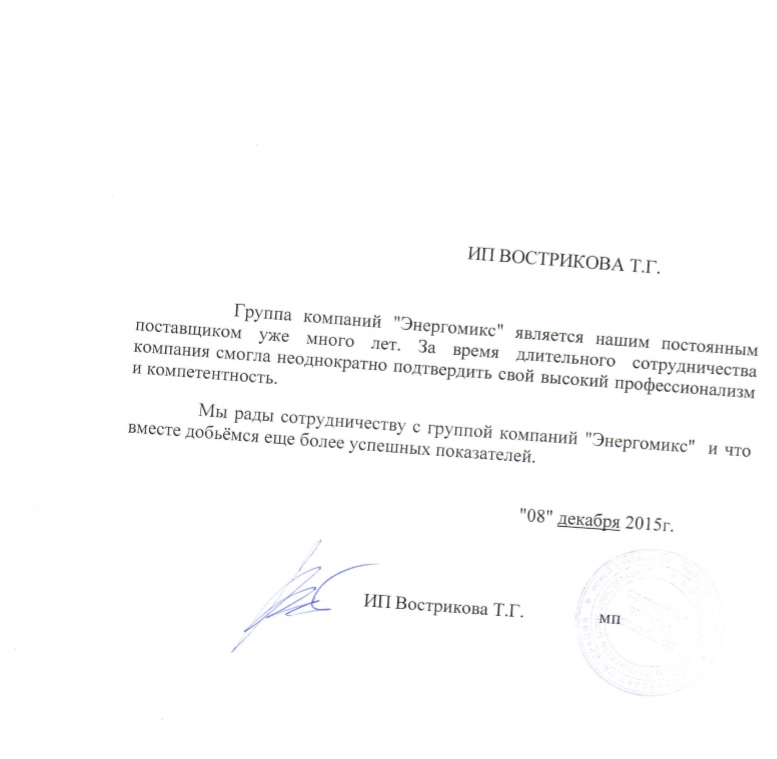 ИП ВОСТРИКОВА Т.Г.
Группа компаний "Энергомикс" является нашим постоянным
поставщиком уже много лет. За время длительного сотрудничества
компания смогла неоднократно подтвердить свой высокий профессионализм
и компетентность.
Мы рады сотрудничеству с группой компаний "Энергомикс" и что
вместе добьёмся еще более успешных показателей.
"08" декабря 2015г.
ИП Вострикова Т.Г.
мп